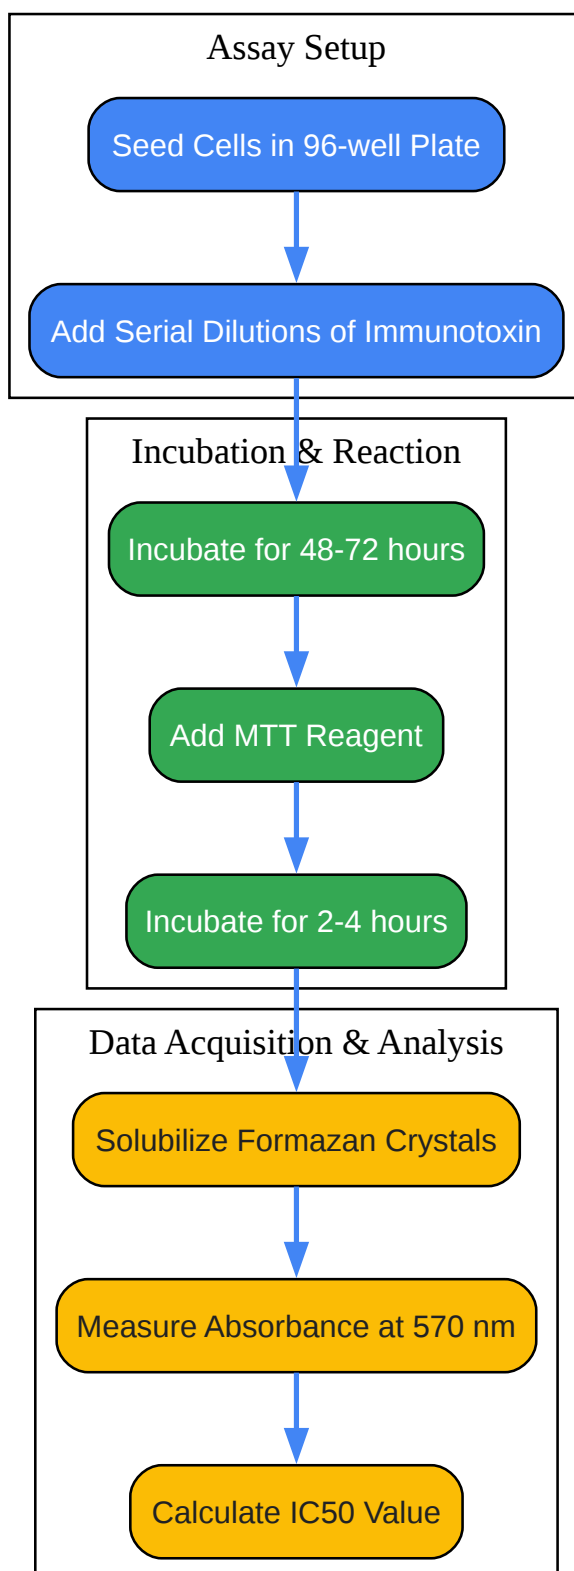 Assay Setup
Seed Cells in 96-well Plate
Add Serial Dilutions of Immunotoxin
Incubation & Reaction
Incubate for 48-72 hours
Add MTT Reagent
Incubate for 2-4 hours
Data Acquisition & Analysis
Solubilize Formazan Crystals
Measure Absorbance at 570 nm
Calculate IC50 Value